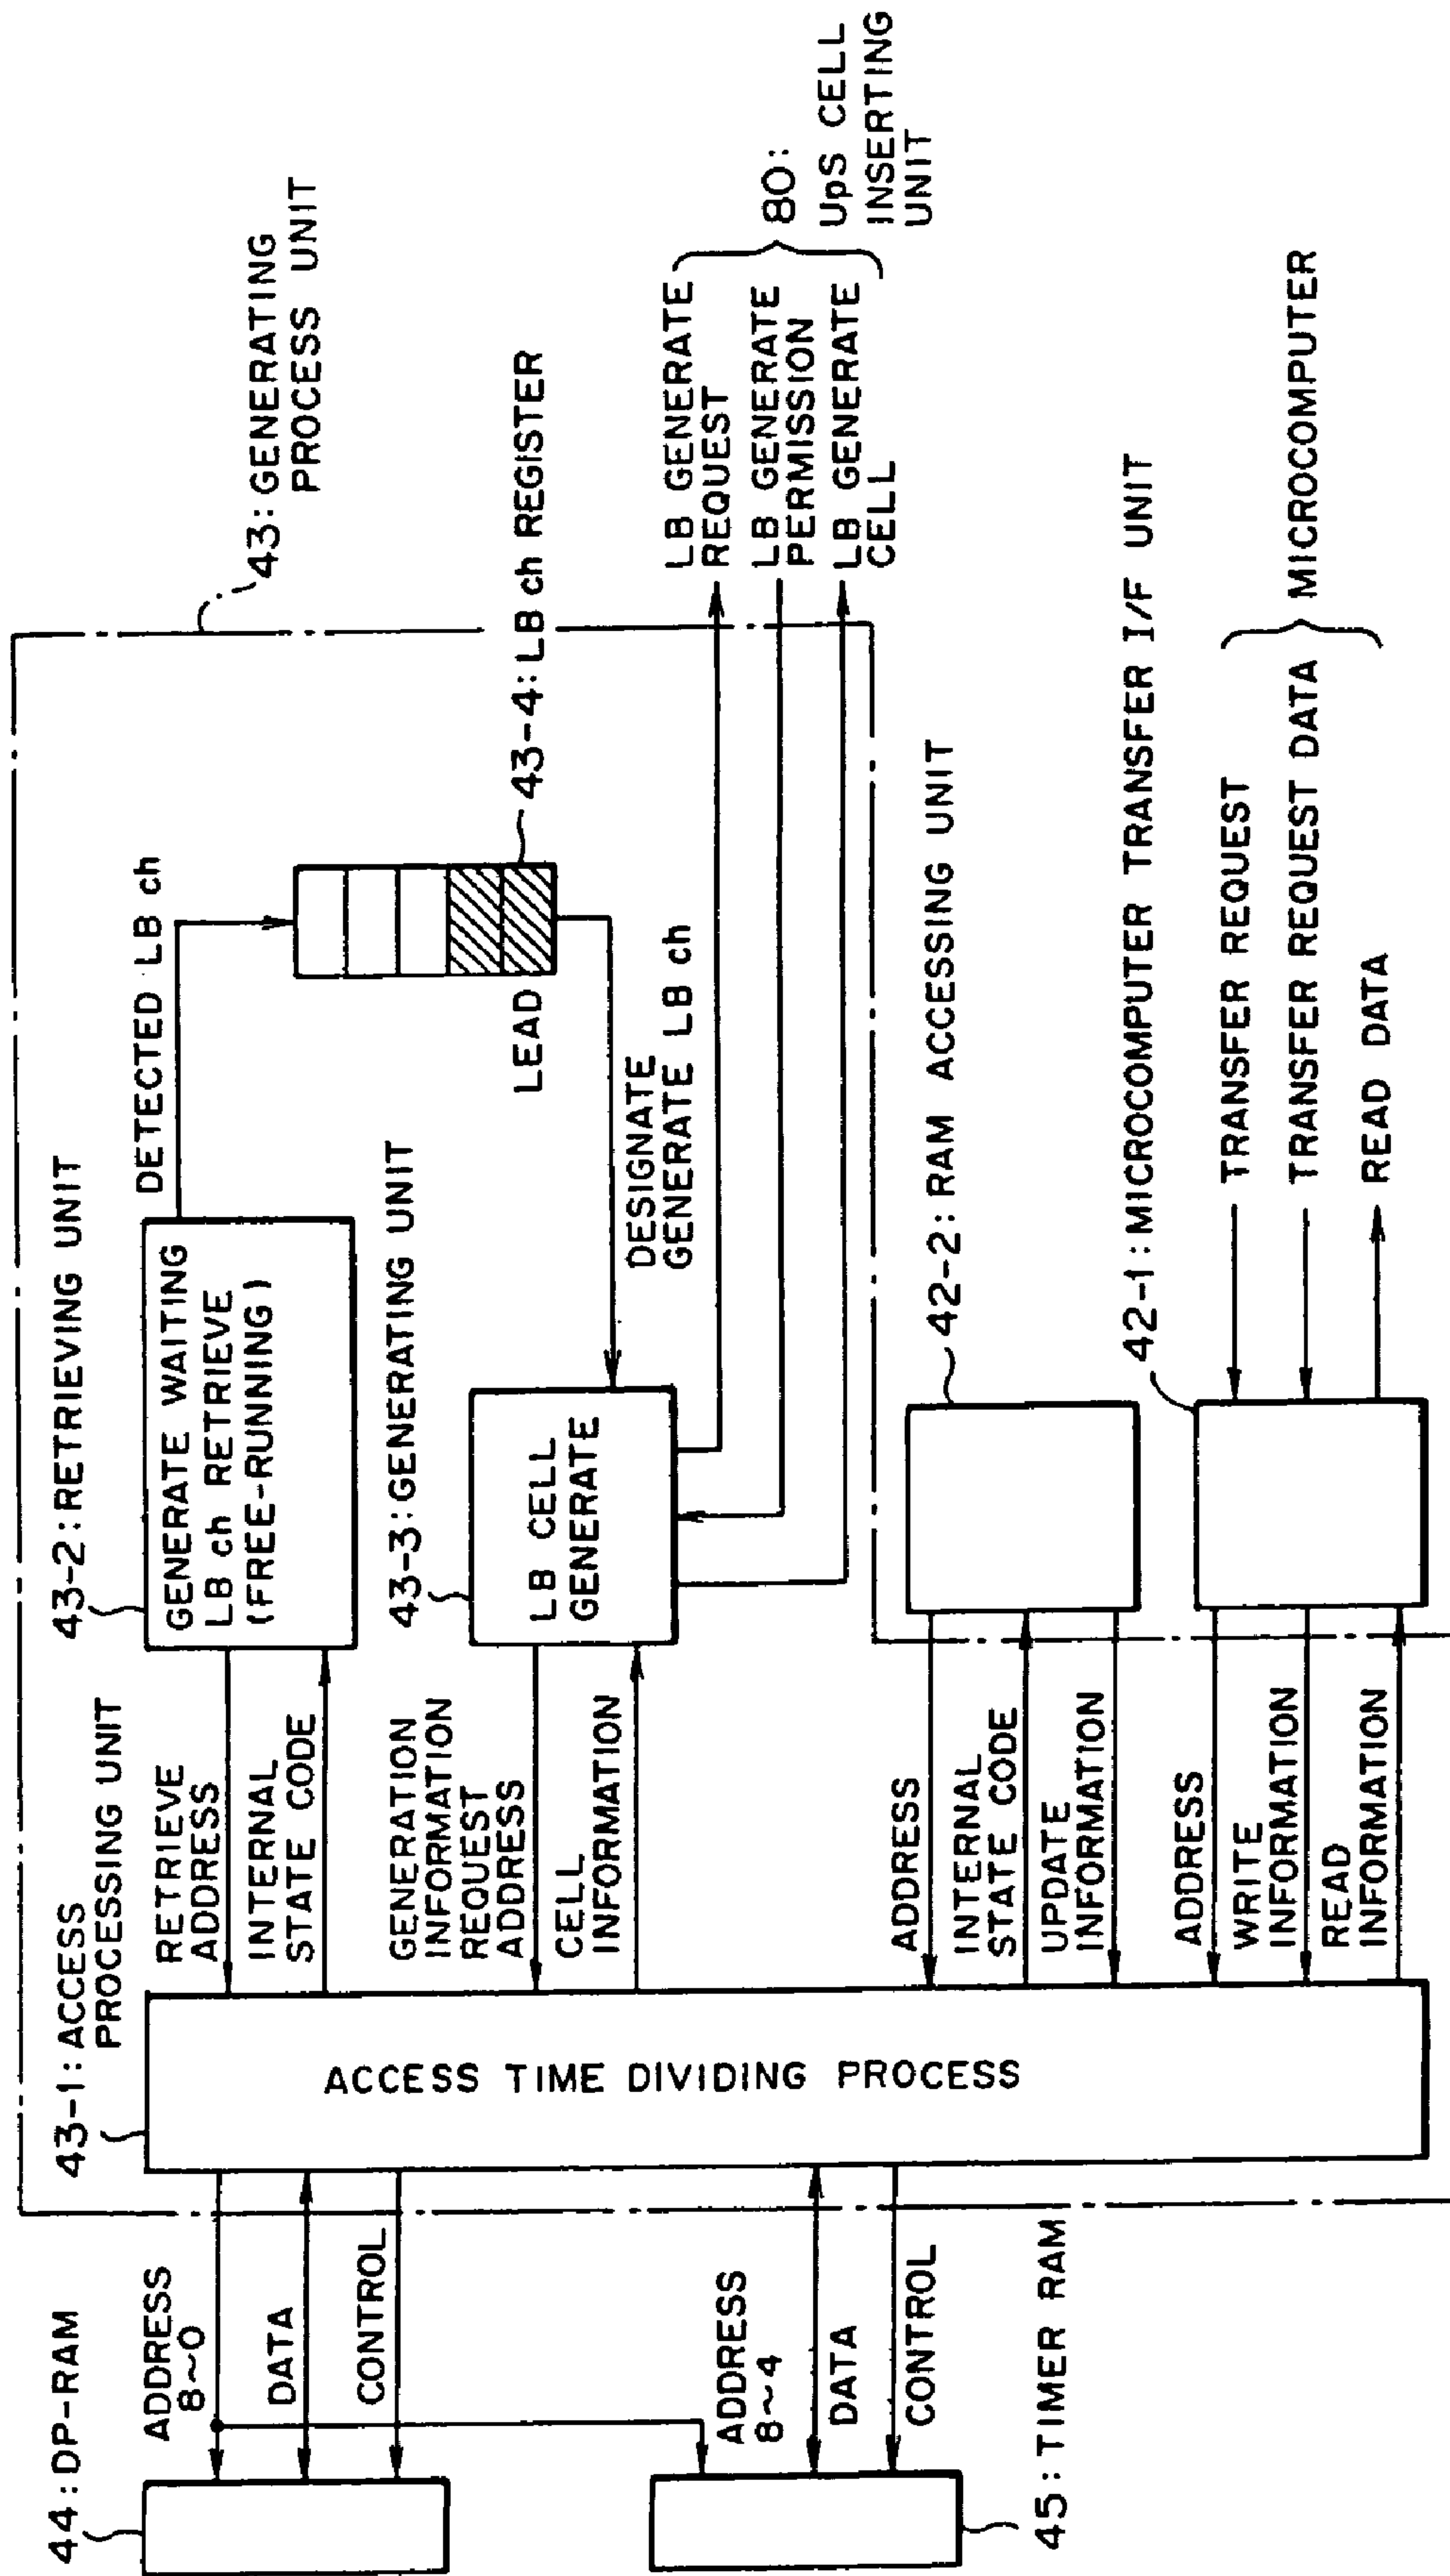 44: DP-RAM
ADDRESS
8~0
DATA
CONTROL
ADDRESS
8~4
DATA
CONTROL
45: TIMER RAM
43-1: ACCESS
PROCESSING UNIT
ACCESS TIME DIVIDING PROCESS
RETRIEVE
ADDRESS
INTERNAL
STATE CODE
GENERATION
INFORMATION
REQUEST
ADDRESS
CELL
INFORMATION
ADDRESS
INTERNAL
STATE CODE
UPDATE
INFORMATION
ADDRESS
WRITE
INFORMATION
READ
INFORMATION
43-2: RETRIEVING UNIT
GENERATE WAITING
LB ch RETRIEVE
(FREE-RUNNING)
43-3: GENERATING UNIT
LB CELL
GENERATE
DETECTED LB ch
LEAD
DESIGNATE
GENERATE LB ch
43-4: LB ch REGISTER
43: GENERATING
PROCESS UNIT
LB GENERATE
REQUEST
LB GENERATE
PERMISSION
LB GENERATE
CELL
80:
UpS CELL
INSERTING
UNIT
42-2: RAM ACCESSING UNIT
42-1: MICROCOMPUTER TRANSFER I/F UNIT
TRANSFER REQUEST
TRANSFER REQUEST DATA
READ DATA
MICROCOMPUTER